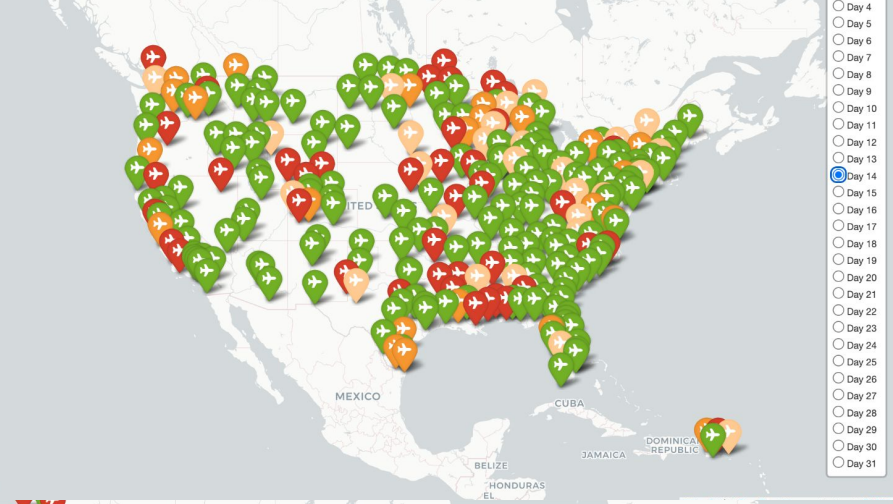 Day 4
Day 5
Day 6
Day 7
Day 8
Day 9
Day 10
Day 11
Day 12
Day 13
Day 14
Day 15
Day 16
Day 17
Day 18
Day 19
Day 20
Day 21
Day 22
Day 23
Day 24
Day 25
Day 26
Day 27
Day 28
Day 29
Day 30
Day 31
ITED
MEXICO
CUBA
DOMINICA
REPUBLIC
JAMAICA
BELIZE
HONDURAS
EL